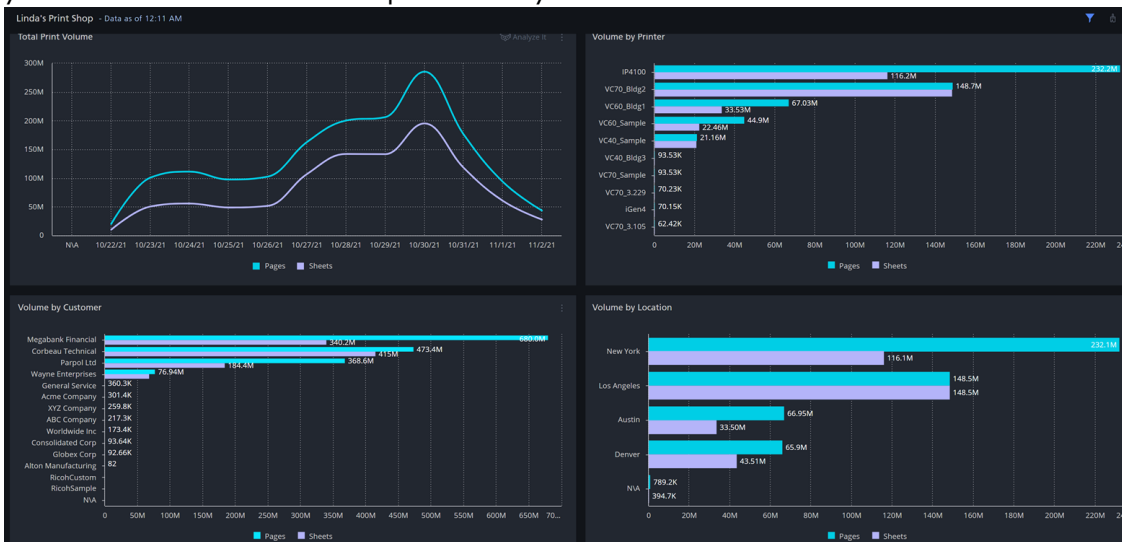 Linda's Print Shop - Data as of 12:11 AM
Total Print Volume
Analyze it
300M
250M
200M
150M
100M
50M
0
N\A 10/22/21 10/23/21 10/24/21 10/25/21 10/26/21 10/27/21 10/28/21 10/29/21 10/30/21 10/31/21 11/1/21 11/2/21
Pages Sheets
Volume by Printer
IP4100 232.2M
116.2M
VC70_Bldg2 148.7M
VC60_Bldg1 67.03M
33.53M
VC60_Sample 44.9M
22.46M
VC40_Sample 21.16M
VC40_Bldg3 93.53K
VC70_Sample 93.53K
VC70_3.229 70.23K
iGen4 70.15K
VC70_3.105 62.42K
0 20M 40M 60M 80M 100M 120M 140M 160M 180M 200M 220M
Pages Sheets
Volume by Customer
Megabank Financial 680.0M
340.2M
Corbeau Technical 473.4M
415M
Parpol Ltd 368.6M
184.4M
Wayne Enterprises 76.94M
General Service 360.3K
Acme Company 301.4K
XYZ Company 259.8K
ABC Company 217.3K
Worldwide Inc 173.4K
Consolidated Corp 93.64K
Globex Corp 92.66K
Alton Manufacturing 82
RicohCustom
RicohSample
N\A
0 50M 100M 150M 200M 250M 300M 350M 400M 450M 500M 550M 600M 650M 70...
Pages Sheets
Volume by Location
New York 232.1M
116.1M
Los Angeles 148.5M
148.5M
Austin 66.95M
33.50M
Denver 65.9M
43.51M
N\A 789.2K
394.7K
0 20M 40M 60M 80M 100M 120M 140M 160M 180M 200M 220M
Pages Sheets